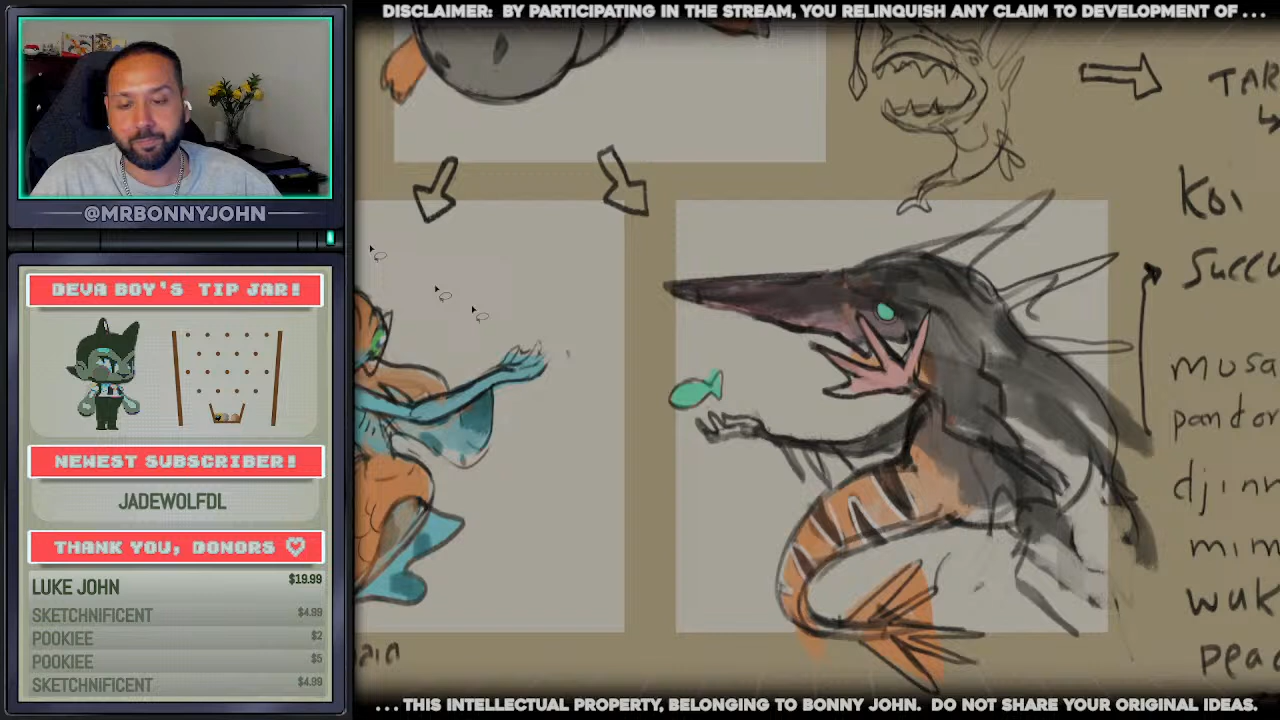 DISCLAIMER: BY PARTICIPATING IN THE STREAM, YOU RELINQUISH ANY CLAIM TO DEVELOPMENT OF . . .
@MRBONNYJOHN
DEVA BOY'S TIP JAR!
NEWEST SUBSCRIBER!
JADEWOLFDL
THANK YOU, DONORS
LUKE JOHN $19.99
SKETCHNIFICENT $4.99
POOKIEE $2
POOKIEE $5
SKETCHNIFICENT $4.99
KOI
. . . THIS INTELLECTUAL PROPERTY, BELONGING TO BONNY JOHN. DO NOT SHARE YOUR ORIGINAL IDEAS.